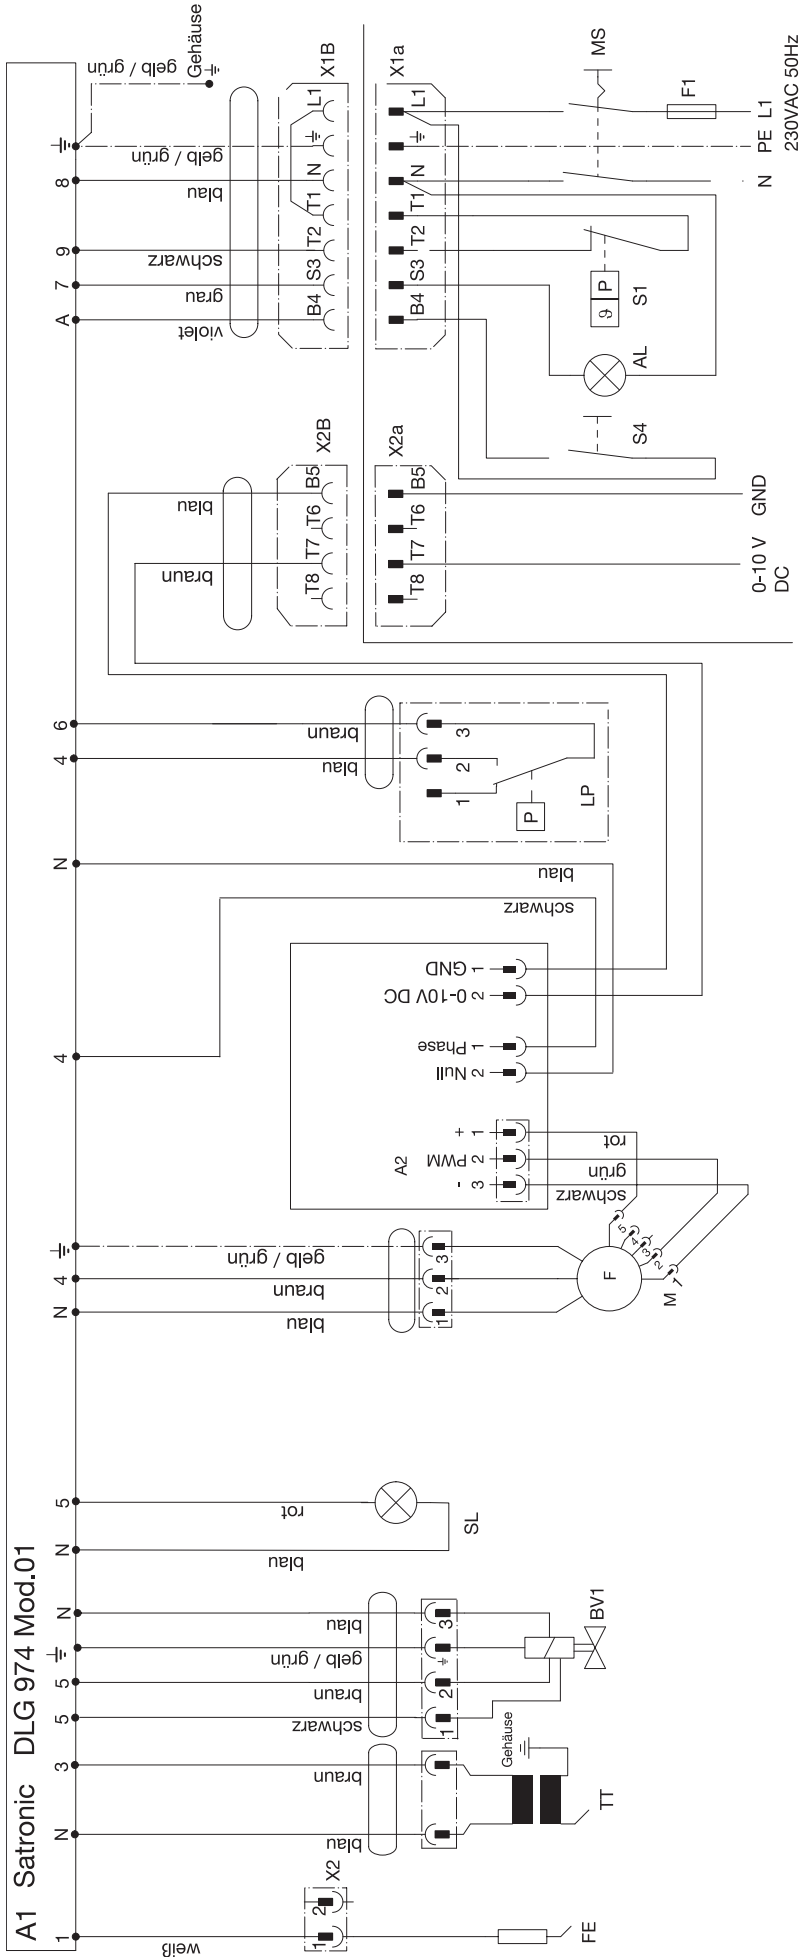 A1 Satronic DLG 974 Mod.01
1
N
3
5
5
N
N
5
N
4
4
N
4
6
A
7
9
8
weiß
blau
braun
schwarz
braun
gelb / grün
blau
blau
rot
blau
braun
gelb / grün
blau
braun
blau
braun
violet
grau
schwarz
blau
gelb / grün
gelb / grün
Gehäuse
X2
1
2
FE
Gehäuse
TT
1
2
3
BV1
SL
1
2
3
F
M
1
2
3
4
5
A2
- 3
PWM 2
+ 1
schwarz
grün
rot
Null 2
Phase 1
0-10V DC 2
GND 1
schwarz
blau
1
2
3
P
LP
X2B
T8
T7
T6
B5
X2a
T8
T7
T6
B5
0-10 V
DC
GND
X1B
B4
S3
T2
T1
N
L1
X1a
B4
S3
T2
T1
N
L1
S4
AL
S1
P
MS
F1
N
PE
L1
230VAC 50Hz